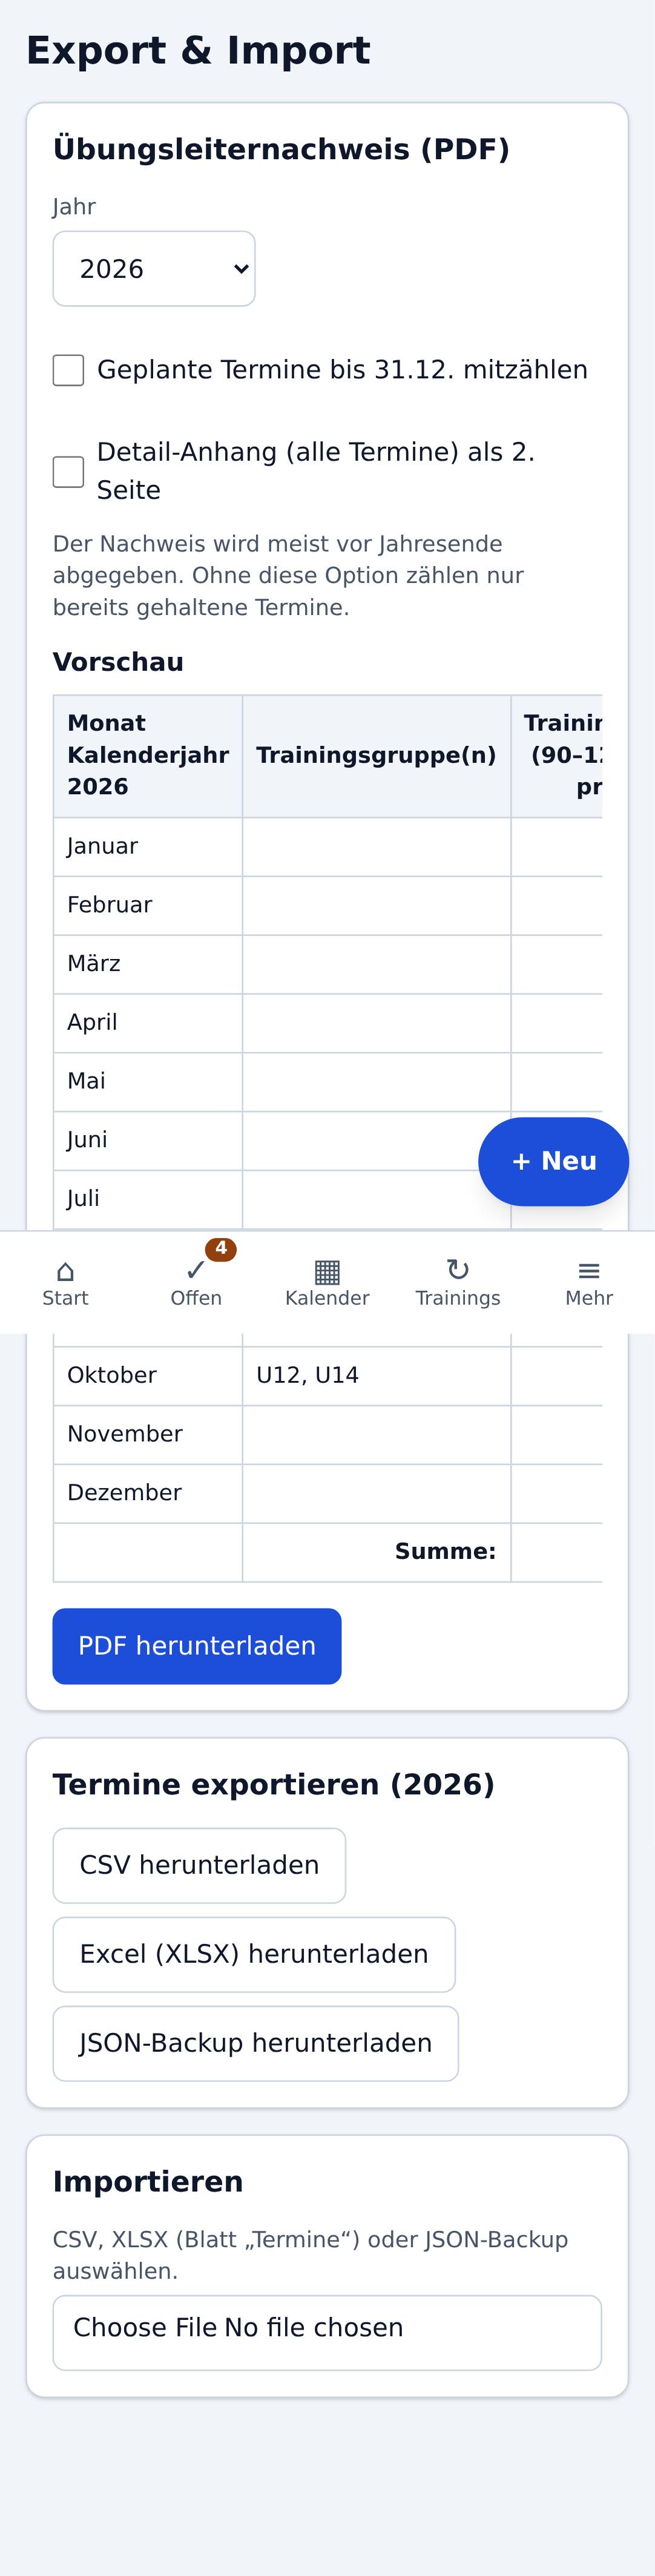 Export & Import
Übungsleiternachweis (PDF)
Jahr
2026
Geplante Termine bis 31.12. mitzählen
Detail-Anhang (alle Termine) als 2.
Seite
Der Nachweis wird meist vor Jahresende
abgegeben. Ohne diese Option zählen nur
bereits gehaltene Termine.
Vorschau
Monat
Kalenderjahr
2026
Trainingsgruppe(n)
Januar
Februar
März
April
Mai
Juni
Juli
+ Neu
4
Start
Offen
Kalender
Trainings
Mehr
Oktober U12, U14
November
Dezember
Summe:
PDF herunterladen
Termine exportieren (2026)
CSV herunterladen
Excel (XLSX) herunterladen
JSON-Backup herunterladen
Importieren
CSV, XLSX (Blatt „Termine“) oder JSON-Backup
auswählen.
Choose File No file chosen